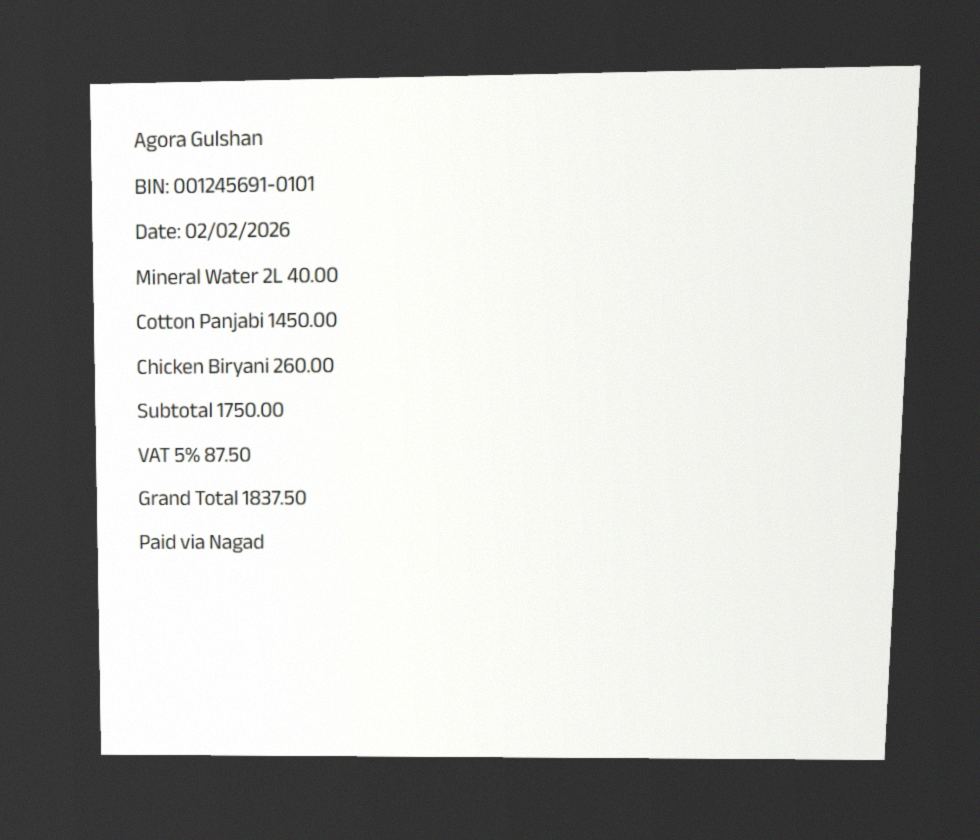 Agora Gulshan
BIN: 001245691-0101
Date: 02/02/2026
Mineral Water 2L 40.00
Cotton Panjabi 1450.00
Chicken Biryani 260.00
Subtotal 1750.00
VAT 5% 87.50
Grand Total 1837.50
Paid via Nagad